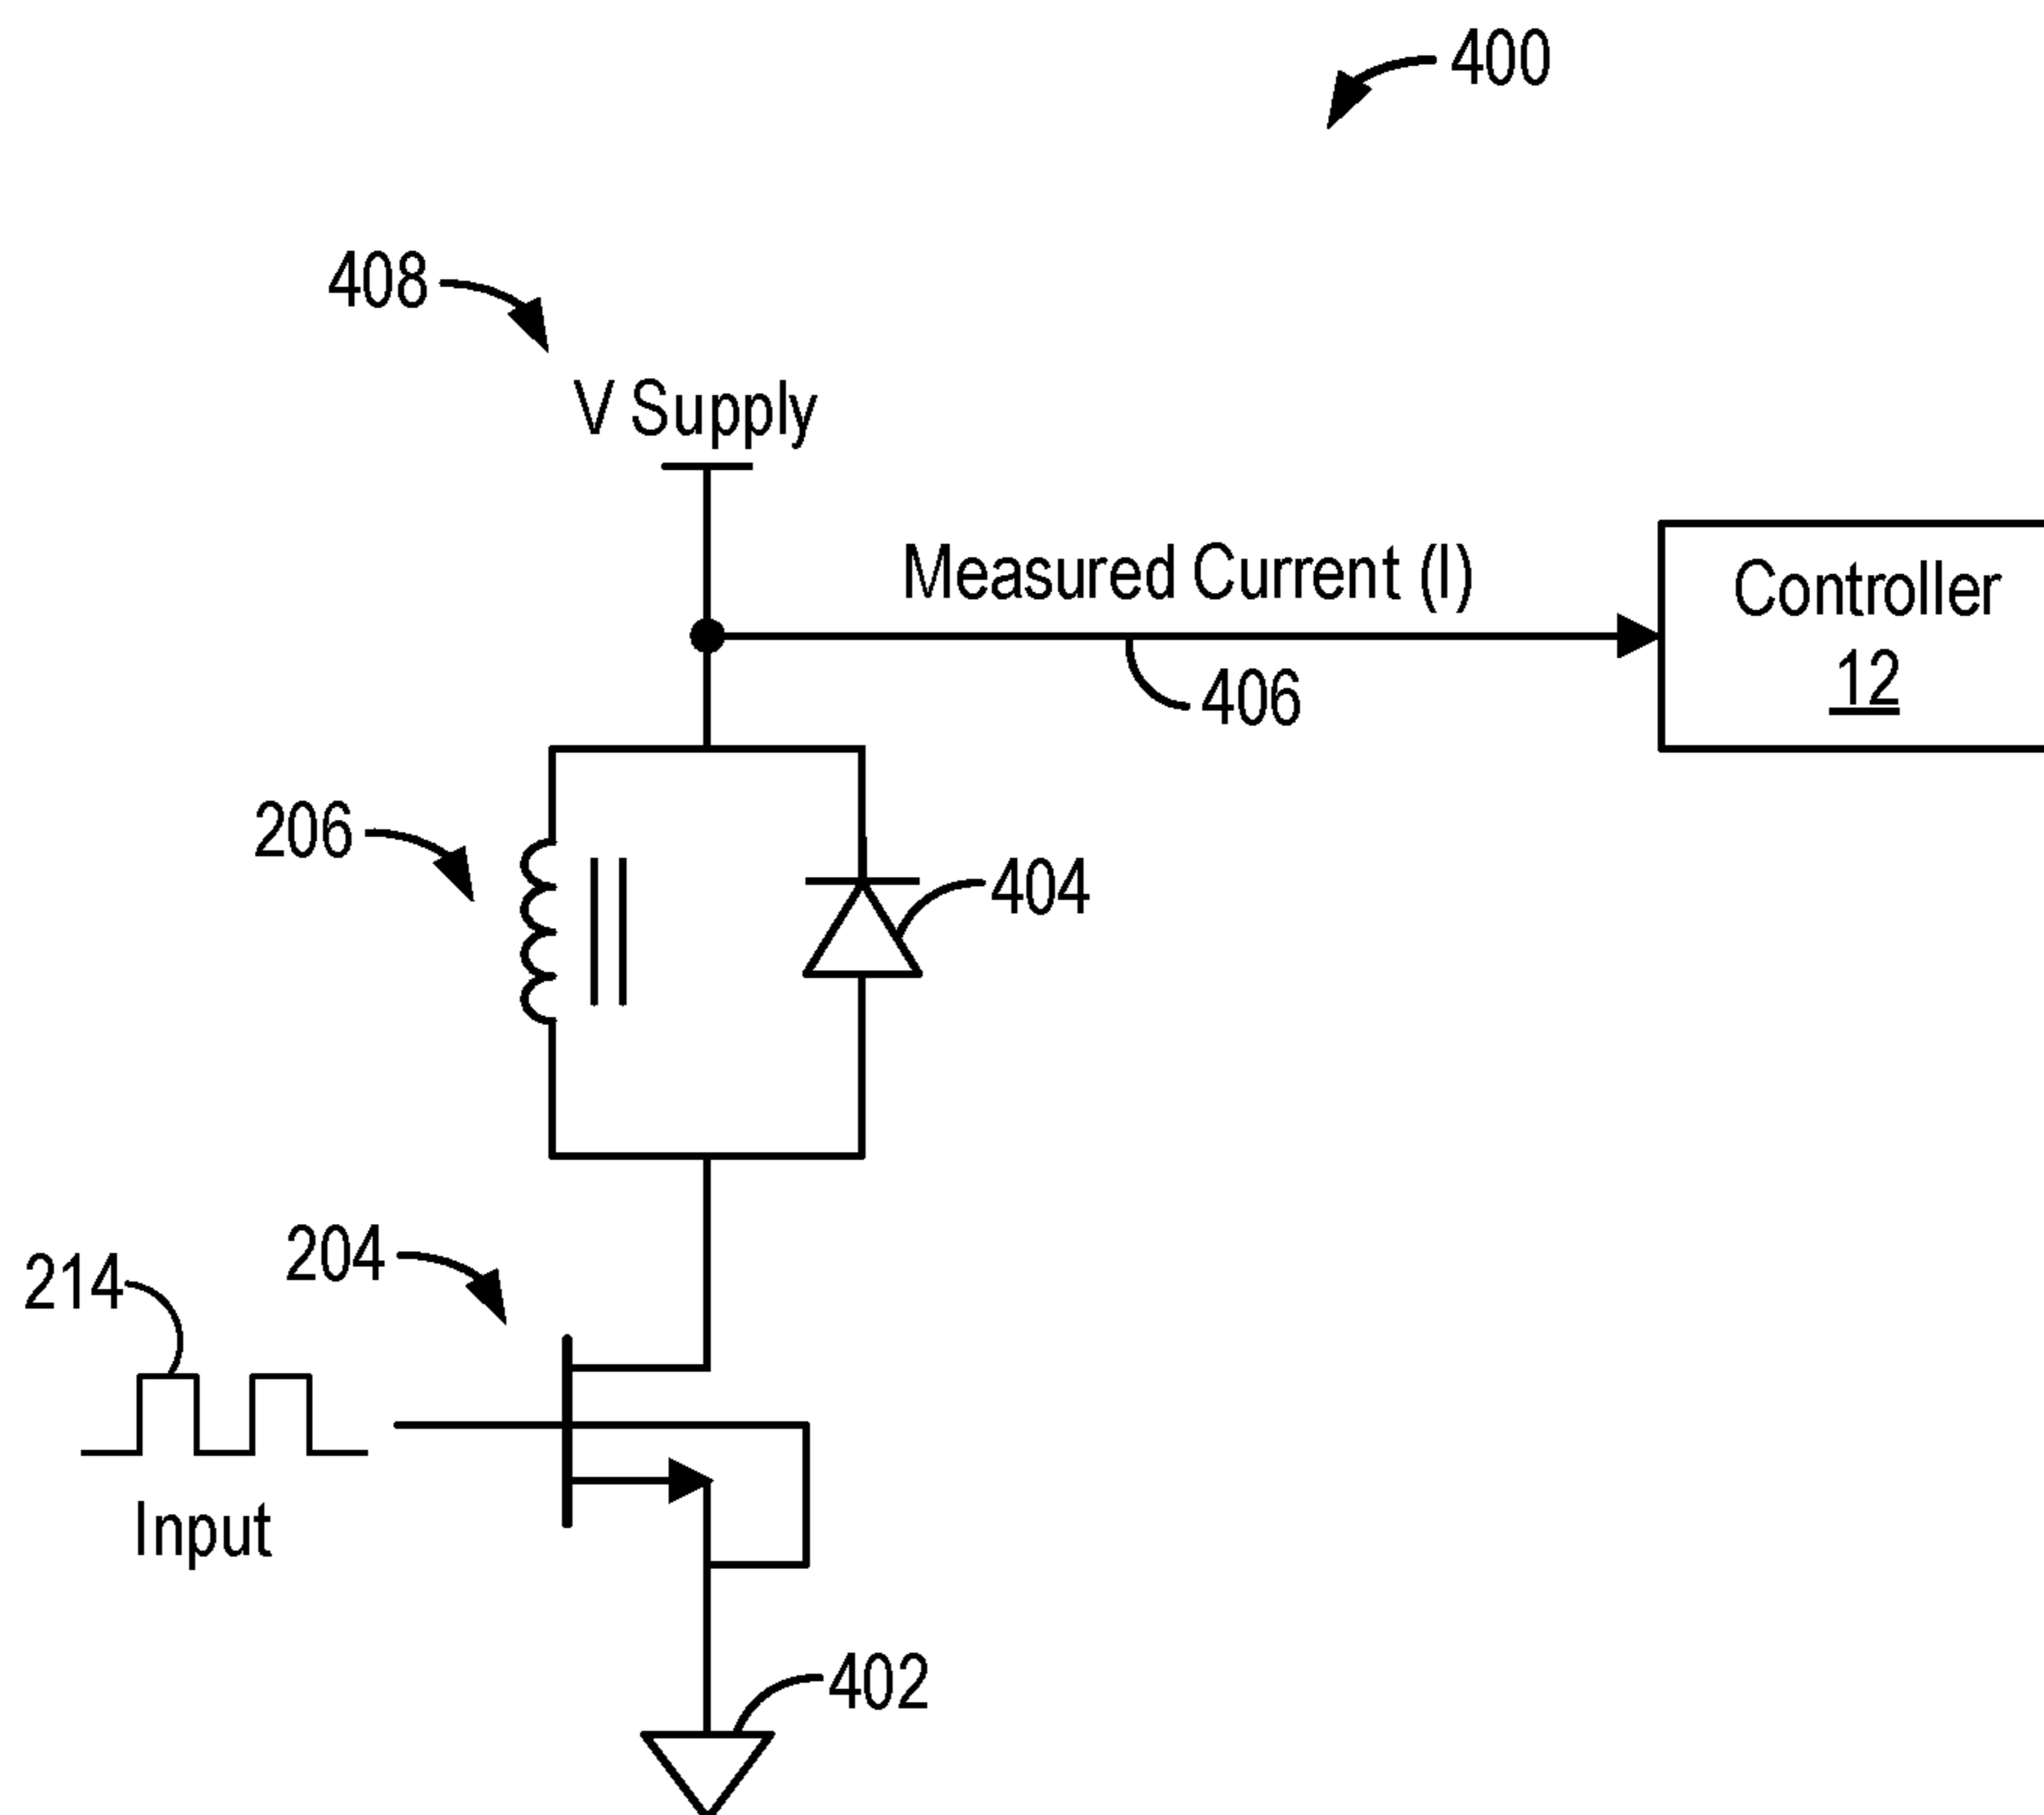 400
408
V Supply
Measured Current (I)
Controller
12
406
206
404
204
214
Input
402